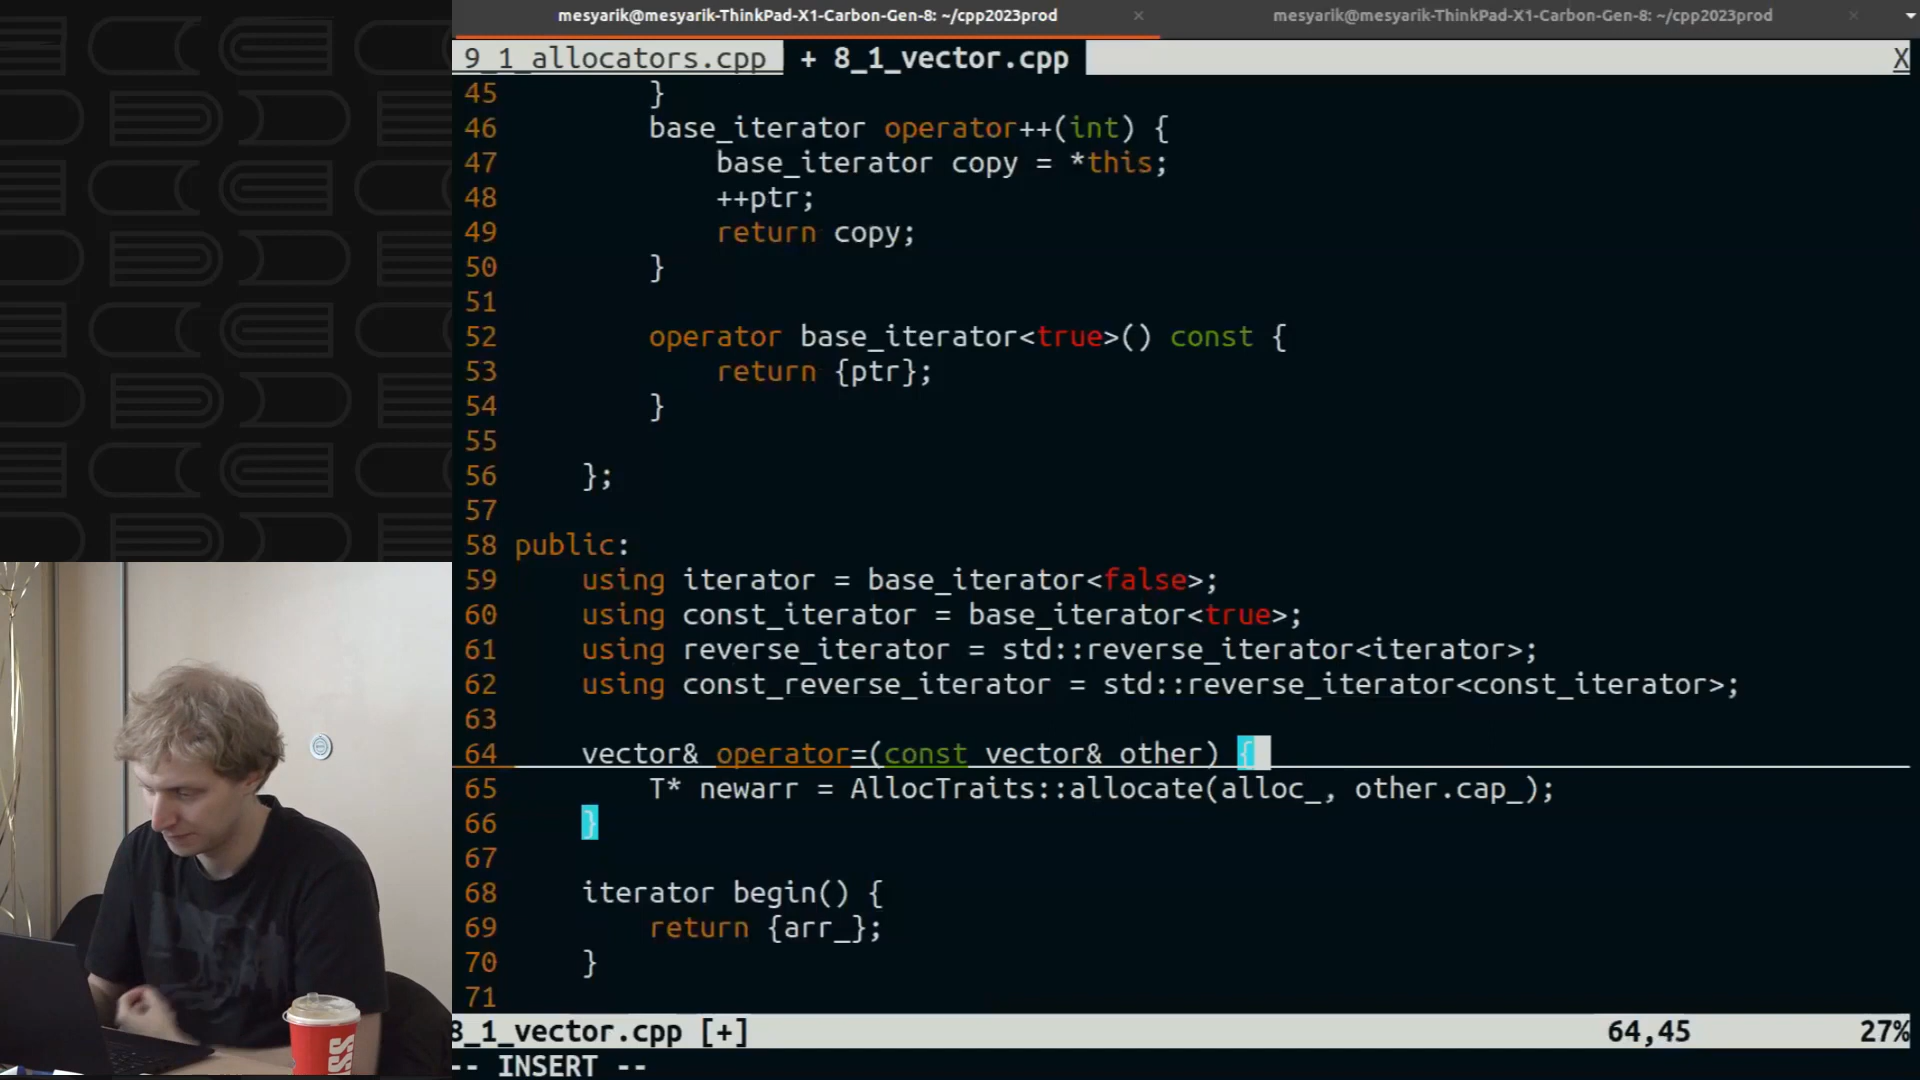 mesyarik@mesyarik-ThinkPad-X1-Carbon-Gen-8: ~/cpp2023prod × mesyarik@mesyarik-ThinkPad-X1-Carbon-Gen-8: ~/cpp2023prod ×
9_1_allocators.cpp + 8_1_vector.cpp X
45 }
46 base_iterator operator++(int) {
47 base_iterator copy = *this;
48 ++ptr;
49 return copy;
50 }
51
52 operator base_iterator<true>() const {
53 return {ptr};
54 }
55
56 };
57
58 public:
59 using iterator = base_iterator<false>;
60 using const_iterator = base_iterator<true>;
61 using reverse_iterator = std::reverse_iterator<iterator>;
62 using const_reverse_iterator = std::reverse_iterator<const_iterator>;
63
64 vector& operator=(const vector& other) {
65 T* newarr = AllocTraits::allocate(alloc_, other.cap_);
66 }
67
68 iterator begin() {
69 return {arr_};
70 }
71
8_1_vector.cpp [+] 64,45 27%
-- INSERT --